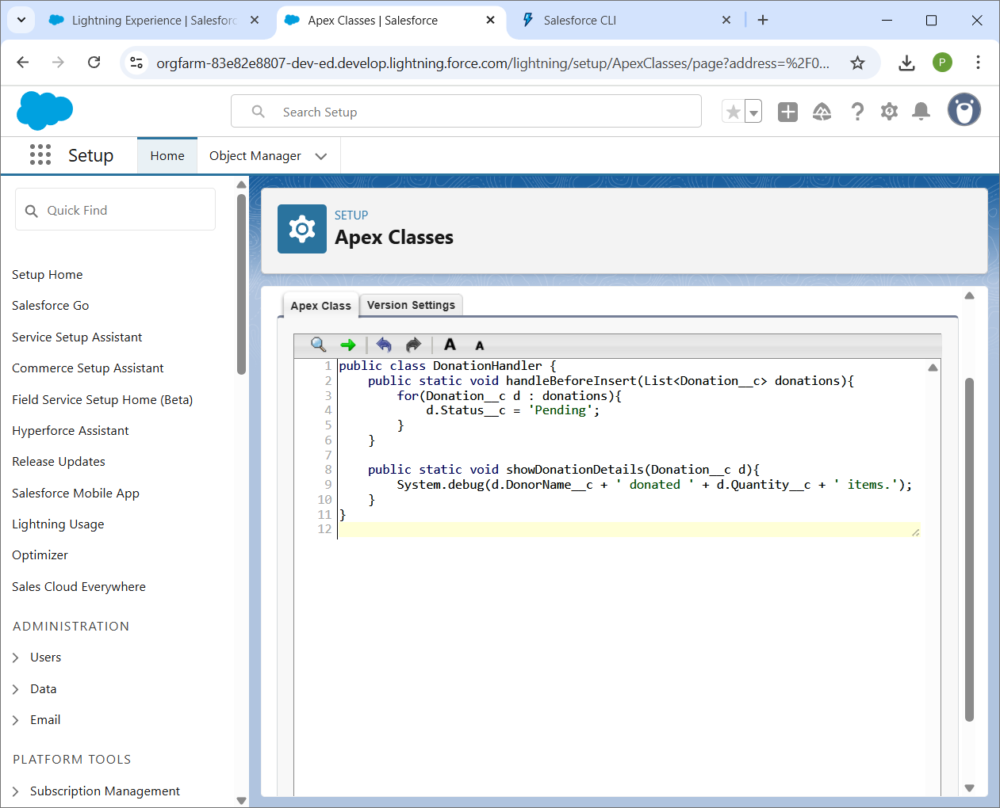 Lightning Experience | Salesforc
Apex Classes | Salesforce
Salesforce CLI
orgfarm-83e82e8807-dev-ed.develop.lightning.force.com/lightning/setup/ApexClasses/page?address=%2F0...
P
Search Setup
Setup
Home
Object Manager
Quick Find
Setup Home
Salesforce Go
Service Setup Assistant
Commerce Setup Assistant
Field Service Setup Home (Beta)
Hyperforce Assistant
Release Updates
Salesforce Mobile App
Lightning Usage
Optimizer
Sales Cloud Everywhere
ADMINISTRATION
Users
Data
Email
PLATFORM TOOLS
Subscription Management
SETUP
Apex Classes
Apex Class
Version Settings
A A
1 public class DonationHandler {
2     public static void handleBeforeInsert(List<Donation__c> donations){
3         for(Donation__c d : donations){
4             d.Status__c = 'Pending';
5         }
6     }
7
8     public static void showDonationDetails(Donation__c d){
9         System.debug(d.DonorName__c + ' donated ' + d.Quantity__c + ' items.');
10     }
11 }
12